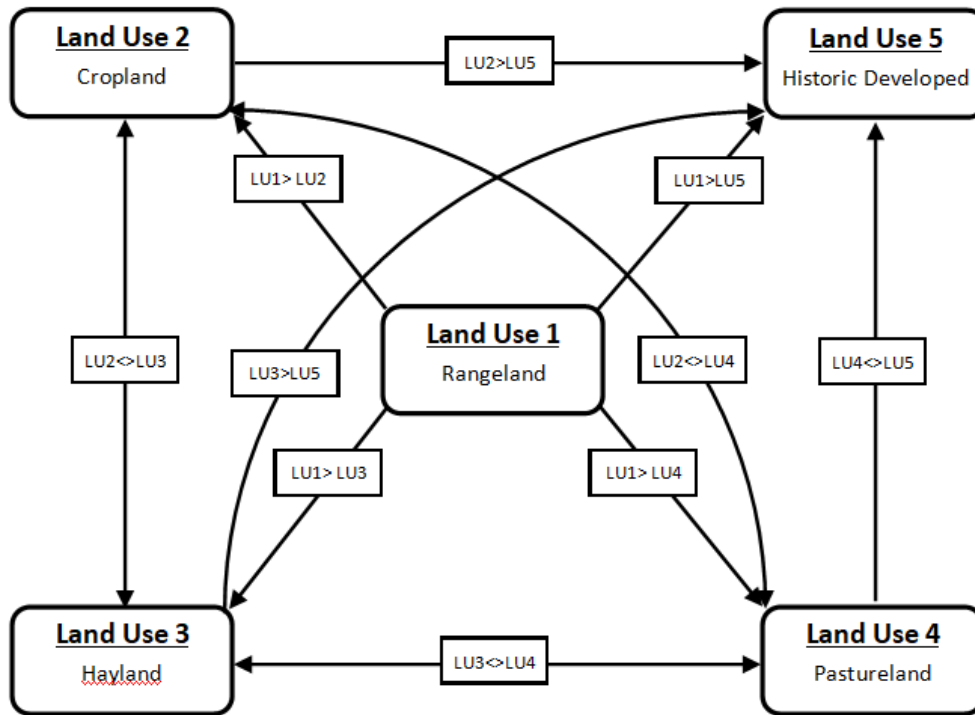 Land Use 2
Cropland
Land Use 5
Historic Developed
LU2>LU5
LU1> LU2
LU1>LU5
Land Use 1
Rangeland
LU2<>LU3
LU3>LU5
LU2<>LU4
LU4<>LU5
LU1> LU3
LU1> LU4
Land Use 3
Hayland
LU3<>LU4
Land Use 4
Pastureland